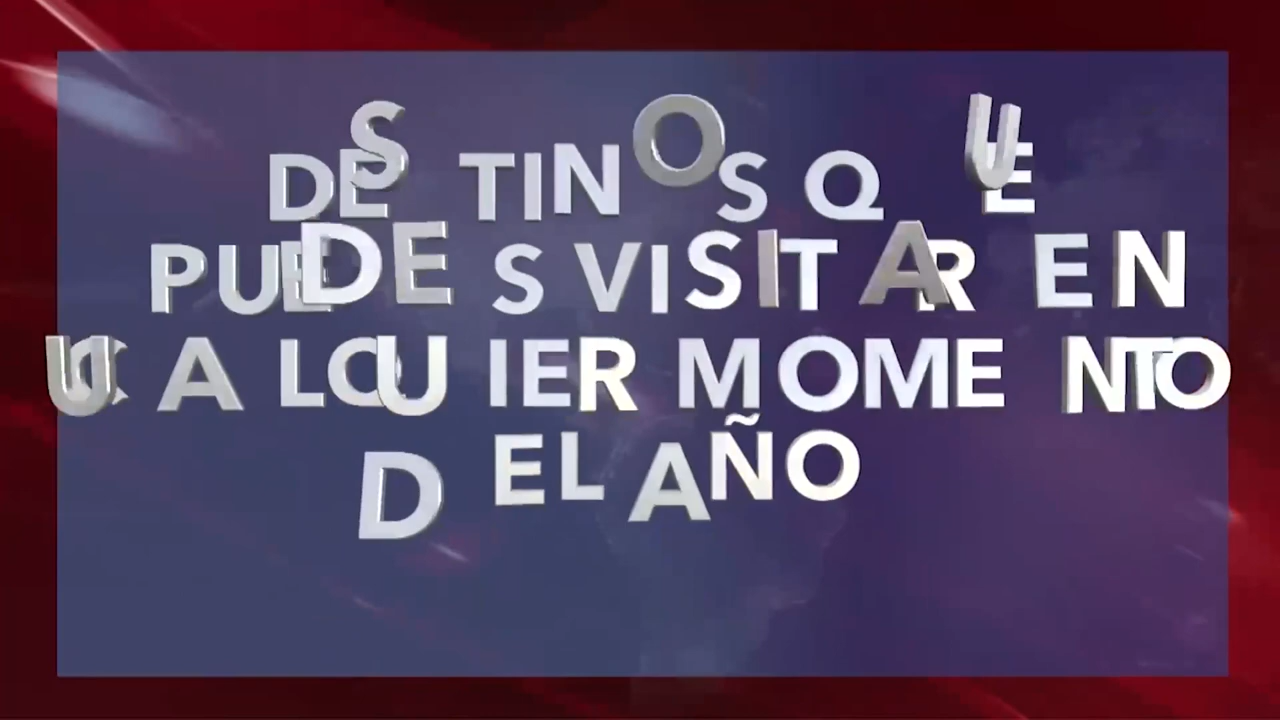 DESTINOS QUE
PUEDES VISITAR EN
CUALQUIER MOMENTO
DEL AÑO